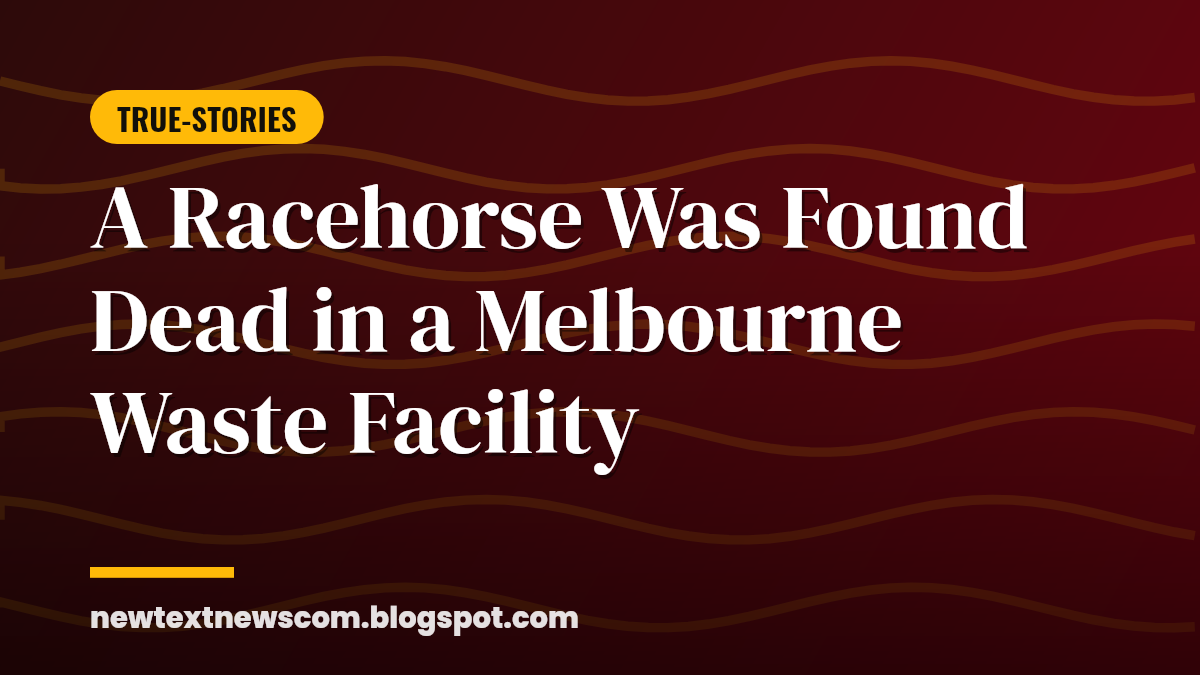 TRUE-STORIES
A Racehorse Was Found
Dead in a Melbourne
Waste Facility
newtextnewscom.blogspot.com